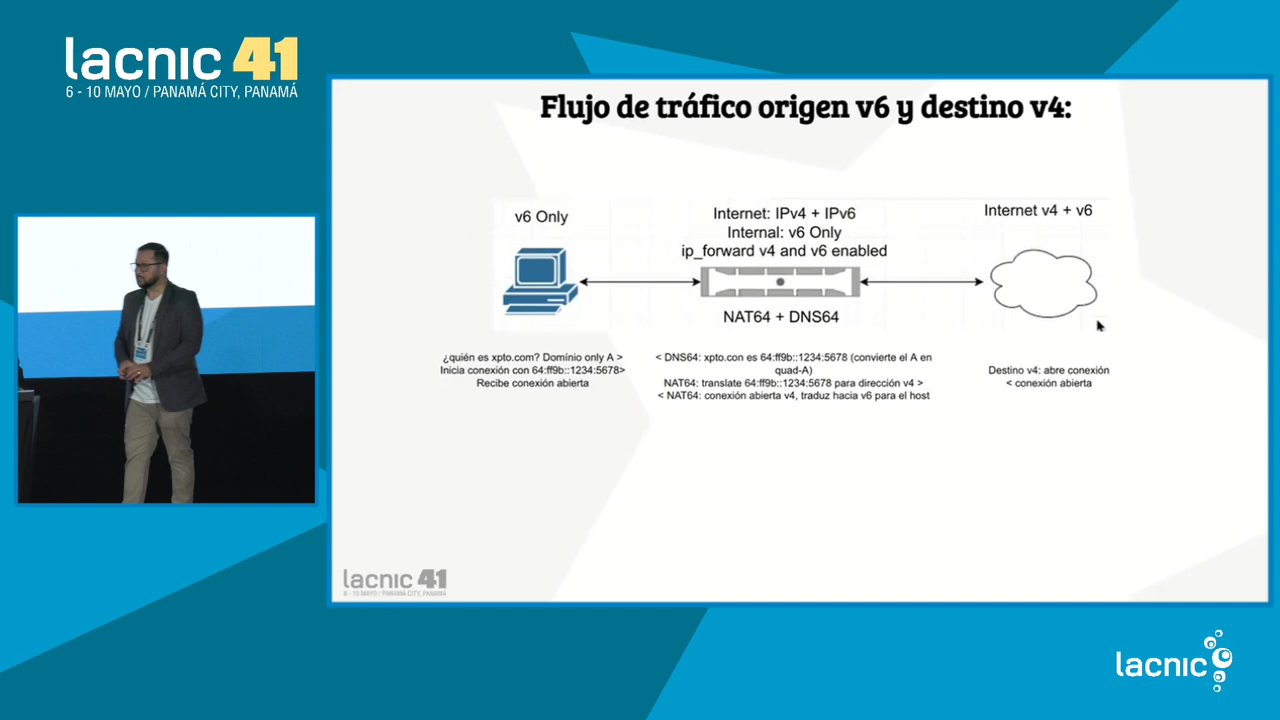 lacnic 41
6 - 10 MAYO / PANAMÁ CITY, PANAMÁ
Flujo de tráfico origen v6 y destino v4:
v6 Only
Internet: IPv4 + IPv6
Internal: v6 Only
ip_forward v4 and v6 enabled
NAT64 + DNS64
Internet v4 + v6
¿quién es xpto.com? Domínio only A >
Inicia conexión con 64:ff9b::1234:5678>
Recibe conexión abierta
< DNS64: xpto.con es 64:ff9b::1234:5678 (convierte el A en
quad-A)
NAT64: translate 64:ff9b::1234:5678 para dirección v4 >
< NAT64: conexión abierta v4, traduz hacia v6 para el host
Destino v4: abre conexión
< conexión abierta
lacnic 41
6 - 10 MAYO / PANAMÁ CITY, PANAMÁ
lacnic